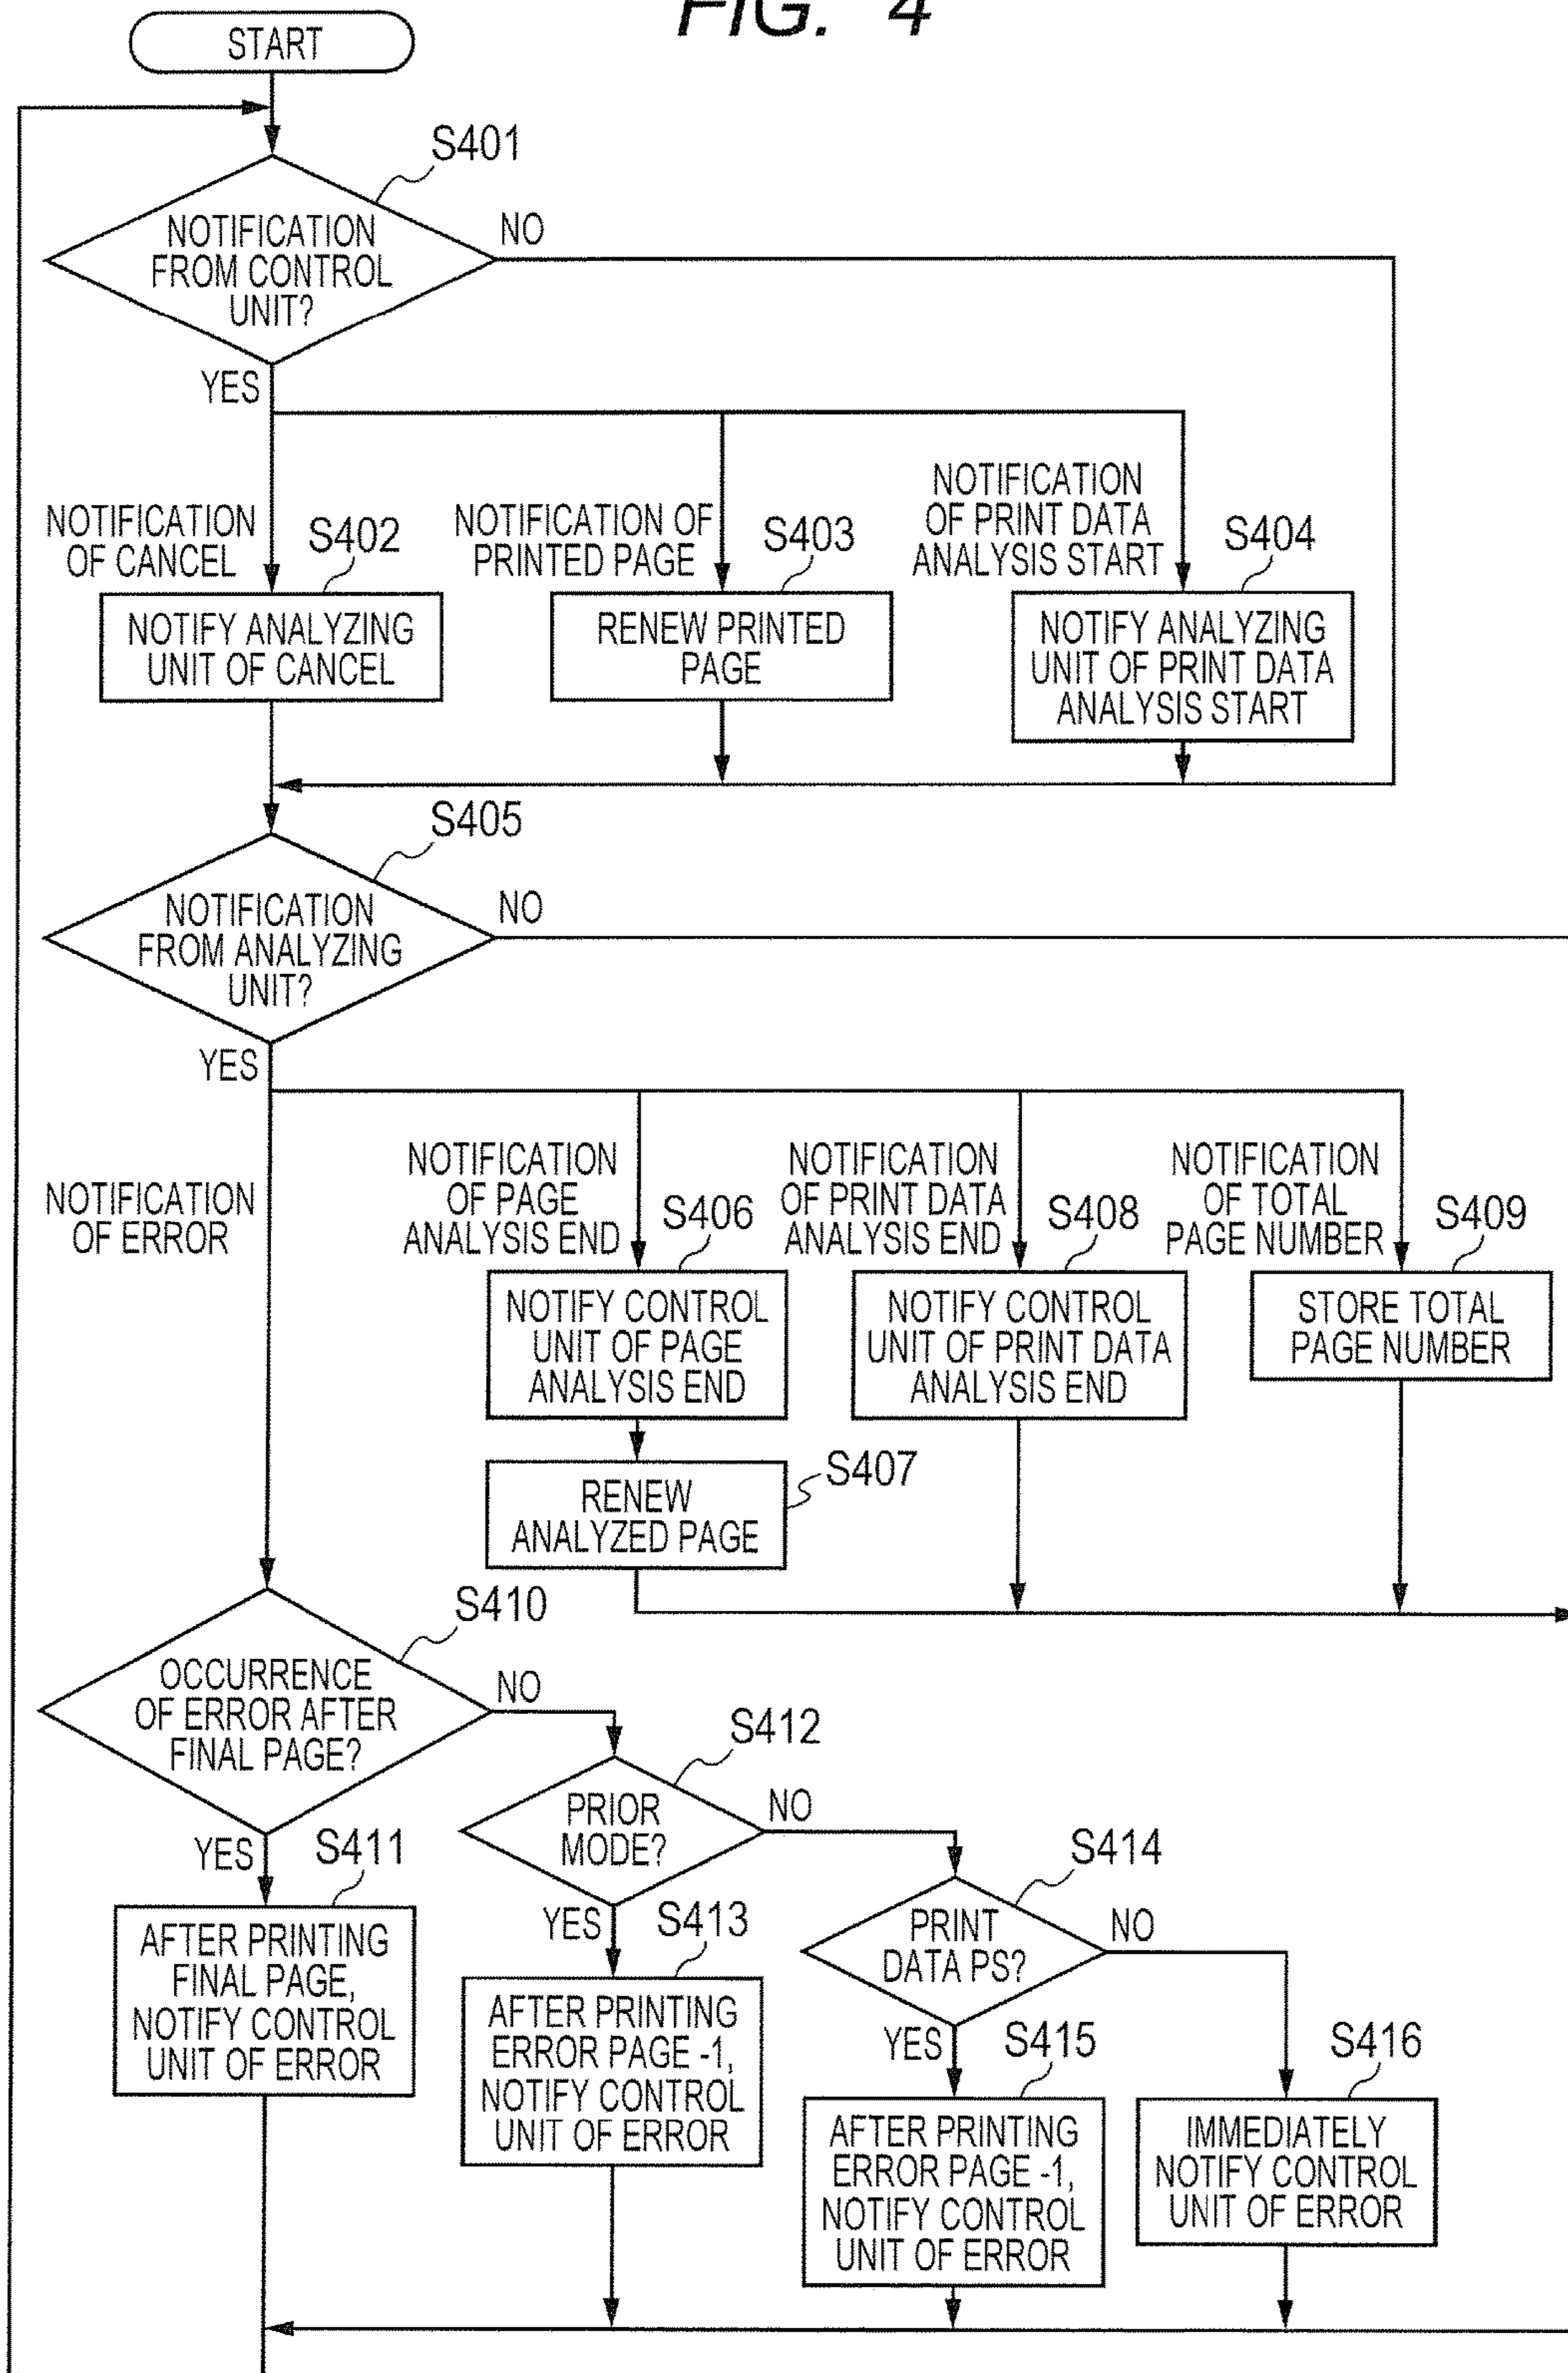 FIG. 4
START
S401
NOTIFICATION
FROM CONTROL
UNIT?
NO
YES
NOTIFICATION
OF CANCEL
S402
NOTIFY ANALYZING
UNIT OF CANCEL
NOTIFICATION OF
PRINTED PAGE
S403
RENEW PRINTED
PAGE
NOTIFICATION
OF PRINT DATA
ANALYSIS START
S404
NOTIFY ANALYZING
UNIT OF PRINT DATA
ANALYSIS START
S405
NOTIFICATION
FROM ANALYZING
UNIT?
NO
YES
NOTIFICATION
OF ERROR
NOTIFICATION
OF PAGE
ANALYSIS END
S406
NOTIFY CONTROL
UNIT OF PAGE
ANALYSIS END
S407
RENEW
ANALYZED PAGE
NOTIFICATION
OF PRINT DATA
ANALYSIS END
S408
NOTIFY CONTROL
UNIT OF PRINT DATA
ANALYSIS END
NOTIFICATION
OF TOTAL
PAGE NUMBER
S409
STORE TOTAL
PAGE NUMBER
S410
OCCURRENCE
OF ERROR AFTER
FINAL PAGE?
NO
YES
S411
AFTER PRINTING
FINAL PAGE,
NOTIFY CONTROL
UNIT OF ERROR
S412
PRIOR
MODE?
NO
YES
S413
AFTER PRINTING
ERROR PAGE -1,
NOTIFY CONTROL
UNIT OF ERROR
S414
PRINT
DATA PS?
NO
YES
S415
AFTER PRINTING
ERROR PAGE -1,
NOTIFY CONTROL
UNIT OF ERROR
S416
IMMEDIATELY
NOTIFY CONTROL
UNIT OF ERROR